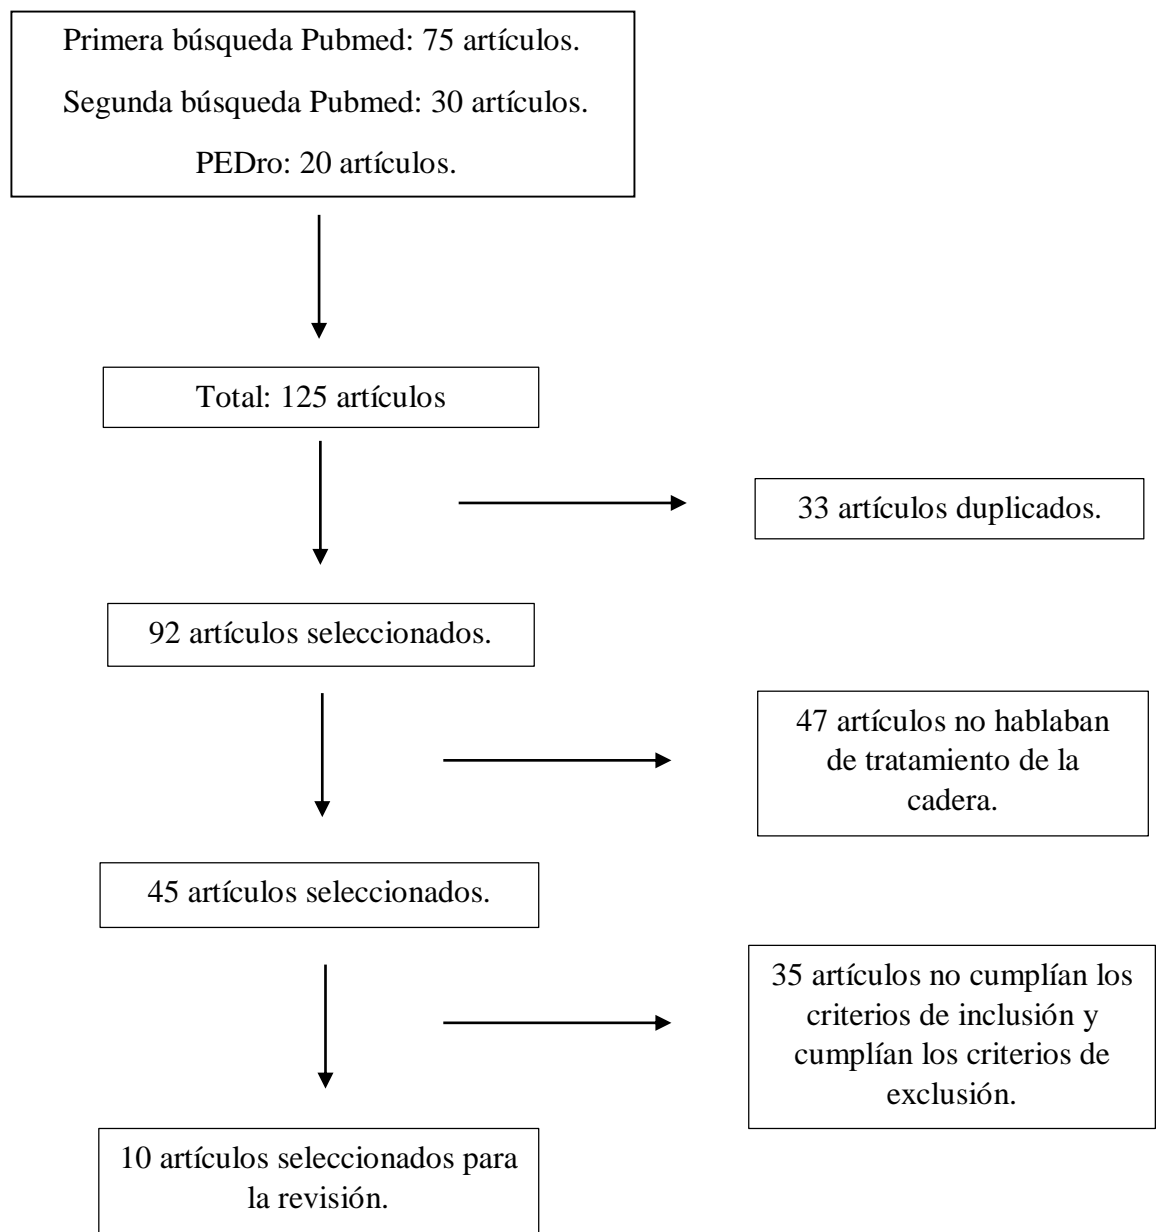 Primera búsqueda Pubmed: 75 artículos.
Segunda búsqueda Pubmed: 30 artículos.
PEDro: 20 artículos.
Total: 125 artículos
33 artículos duplicados.
92 artículos seleccionados.
47 artículos no hablaban
de tratamiento de la
cadera.
45 artículos seleccionados.
35 artículos no cumplían los
criterios de inclusión y
cumplían los criterios de
exclusión.
10 artículos seleccionados para
la revisión.